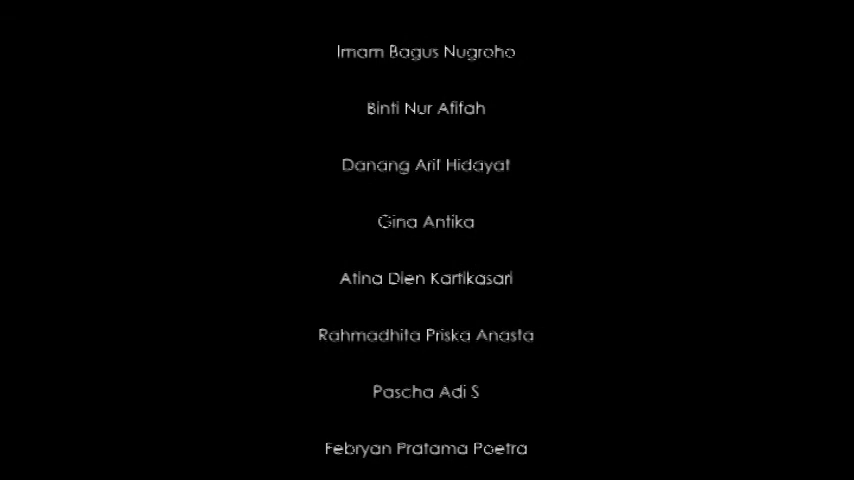 Imam Bagus Nugroho
Binti Nur Afifah
Danang Arif Hidayat
Gina Antika
Atina Dien Kartikasari
Rahmadhita Priska Anasta
Pascha Adi S
Febryan Pratama Poetra